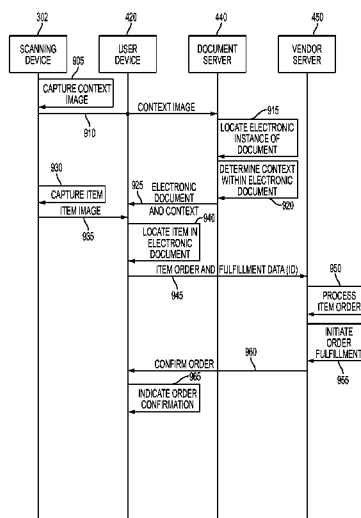 302
420
440
450
SCANNING
DEVICE
USER
DEVICE
DOCUMENT
SERVER
VENDOR
SERVER
905
CAPTURE CONTEXT
IMAGE
CONTEXT IMAGE
910
915
LOCATE ELECTRONIC
INSTANCE OF
DOCUMENT
DETERMINE CONTEXT
WITHIN ELECTRONIC
DOCUMENT
920
925
ELECTRONIC
DOCUMENT
AND CONTEXT
930
CAPTURE ITEM
ITEM IMAGE
935
940
LOCATE ITEM IN
ELECTRONIC
DOCUMENT
ITEM ORDER AND FULFILLMENT DATA (ID)
945
950
PROCESS
ITEM ORDER
INITIATE
ORDER
FULFILLMENT
955
CONFIRM ORDER
960
965
INDICATE ORDER
CONFIRMATION